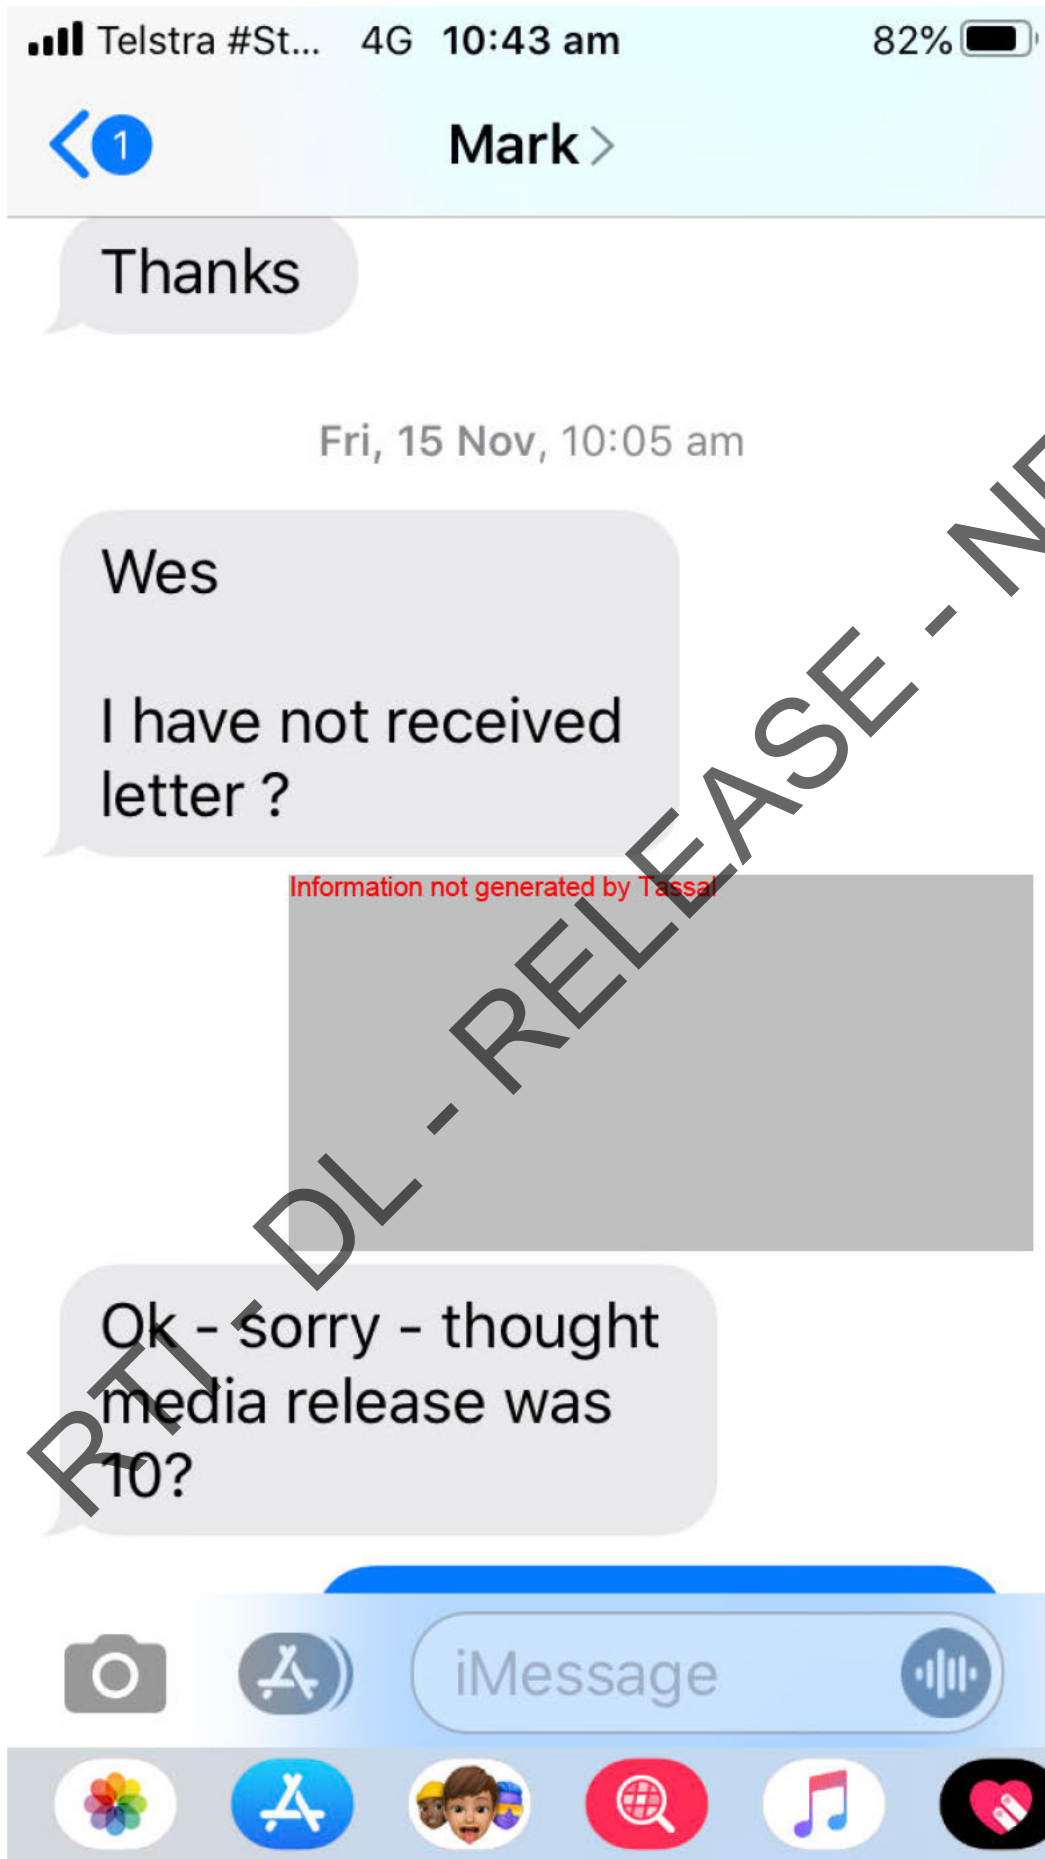 Telstra #St... 4G 10:43 am 82%
1
Mark
Thanks
Fri, 15 Nov, 10:05 am
Wes
I have not received
letter ?
Information not generated by Tassal
Ok - sorry - thought
media release was
10?
iMessage
RTI - DL - RELEASE -